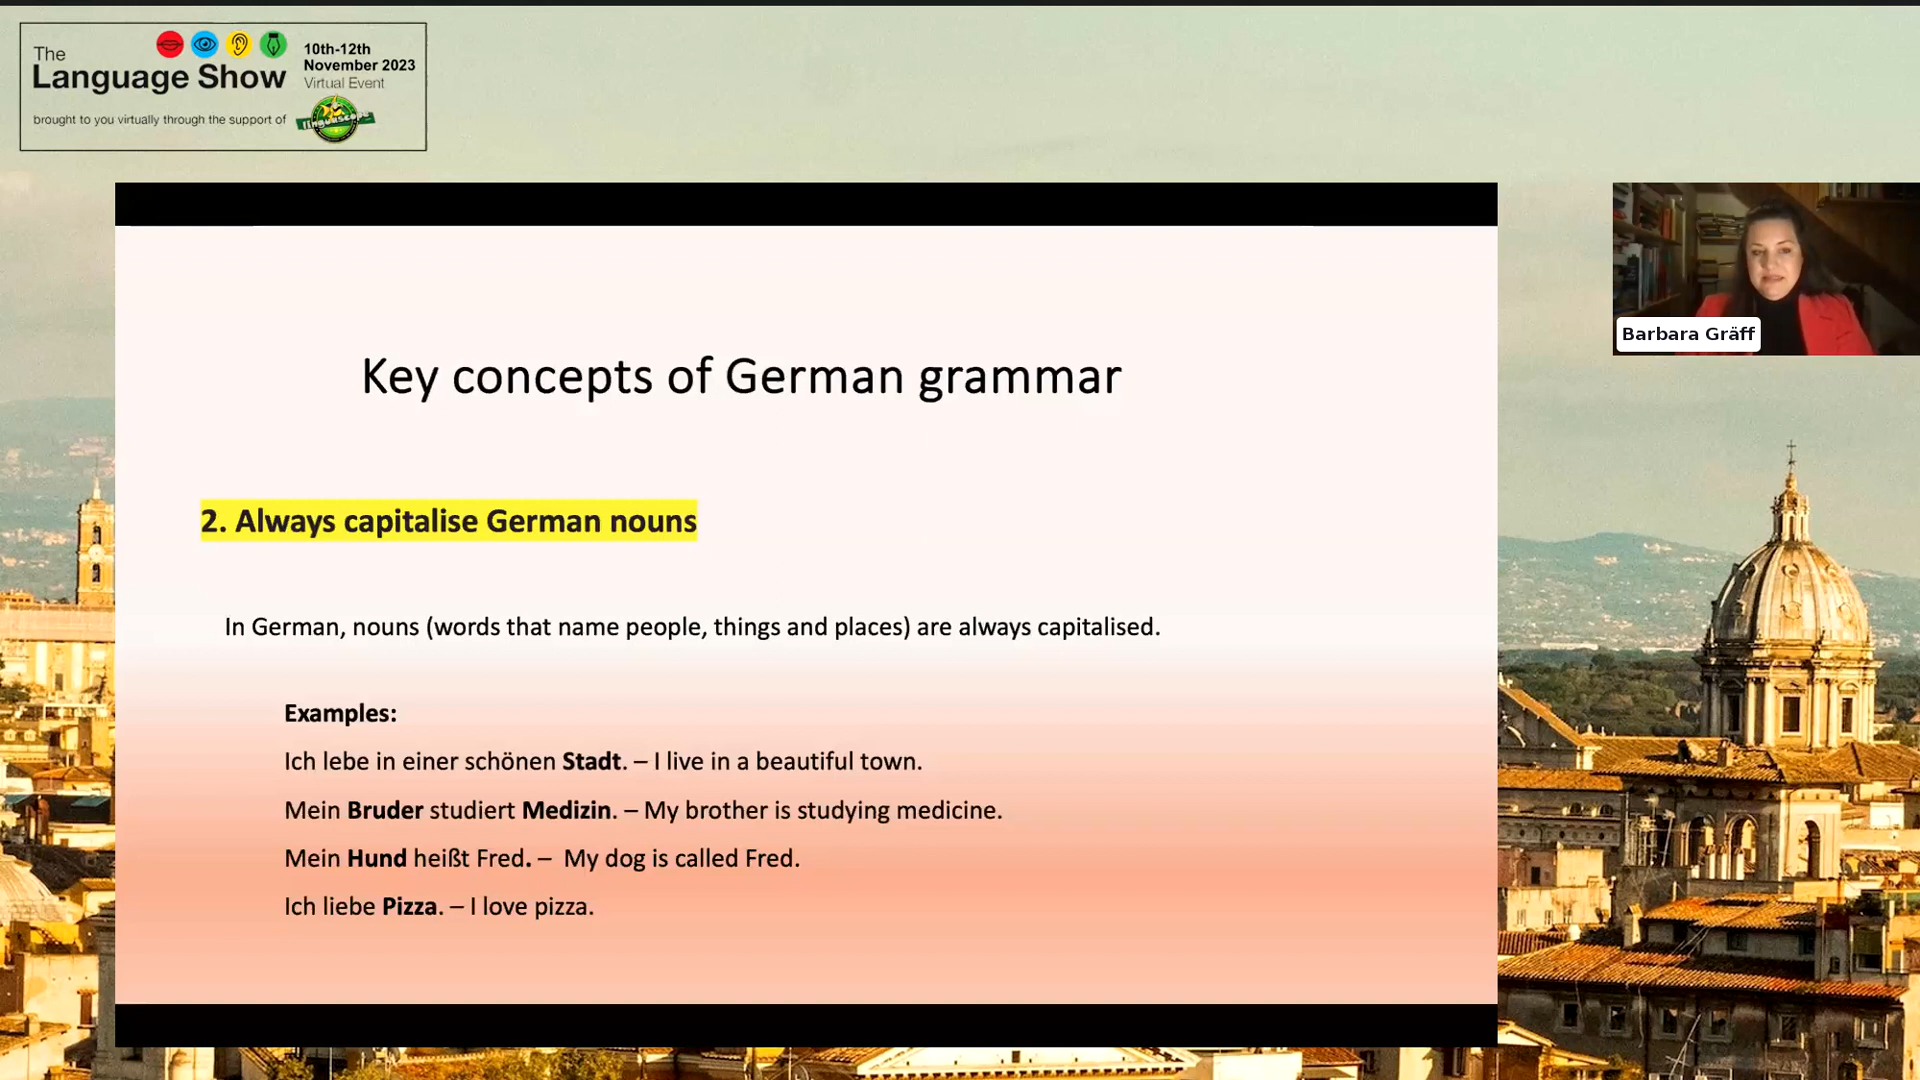 The
Language Show
10th-12th
November 2023
Virtual Event
brought to you virtually through the support of
linguascope
Key concepts of German grammar
2. Always capitalise German nouns
In German, nouns (words that name people, things and places) are always capitalised.
Examples:
Ich lebe in einer schönen Stadt. – I live in a beautiful town.
Mein Bruder studiert Medizin. – My brother is studying medicine.
Mein Hund heißt Fred. – My dog is called Fred.
Ich liebe Pizza. – I love pizza.
Barbara Gräff